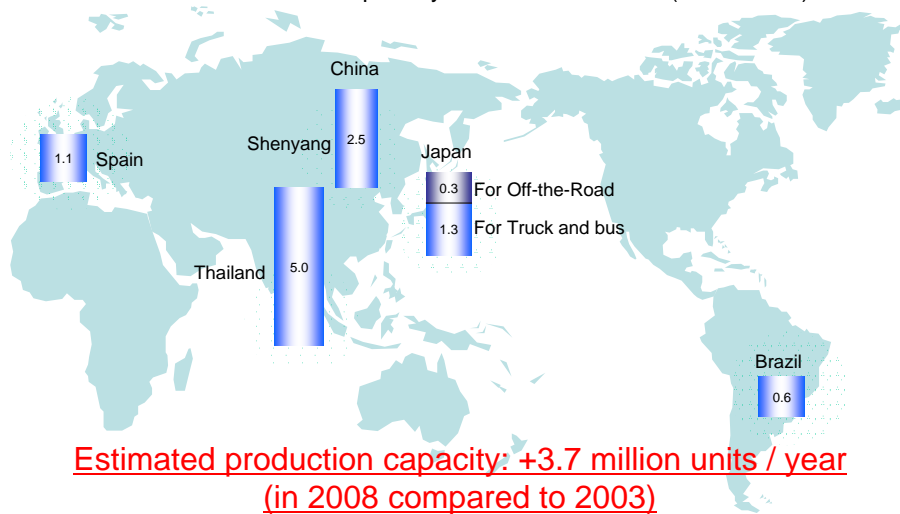 China
Shenyang
2.5
1.1
Spain
Japan
0.3
For Off-the-Road
1.3
For Truck and bus
Thailand
5.0
Brazil
0.6
Estimated production capacity: +3.7 million units / year
(in 2008 compared to 2003)